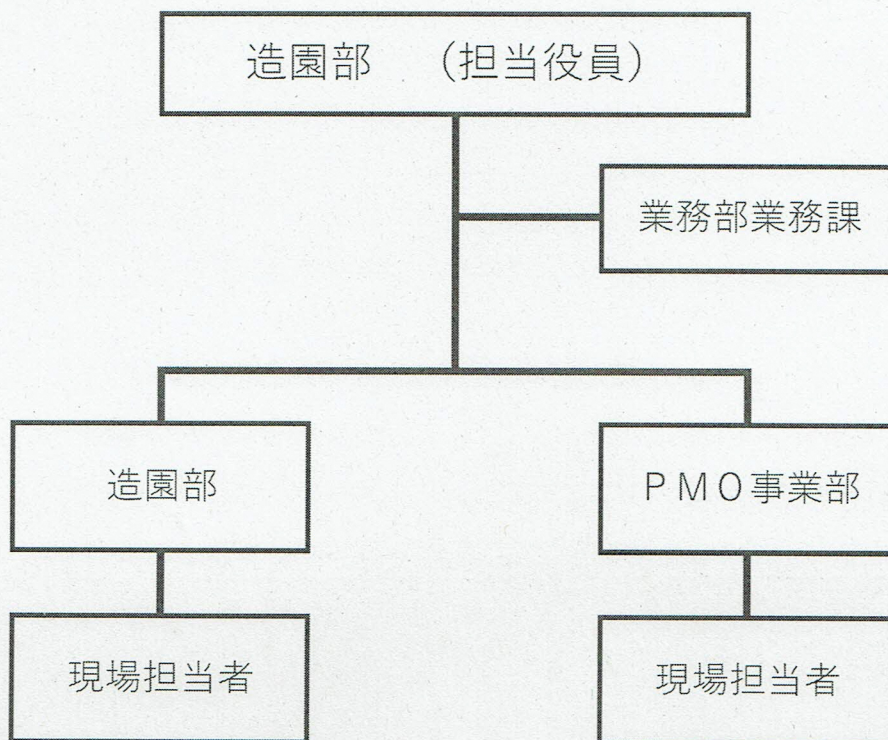 造園部　（担当役員）
業務部業務課
造園部
ＰＭＯ事業部
現場担当者
現場担当者